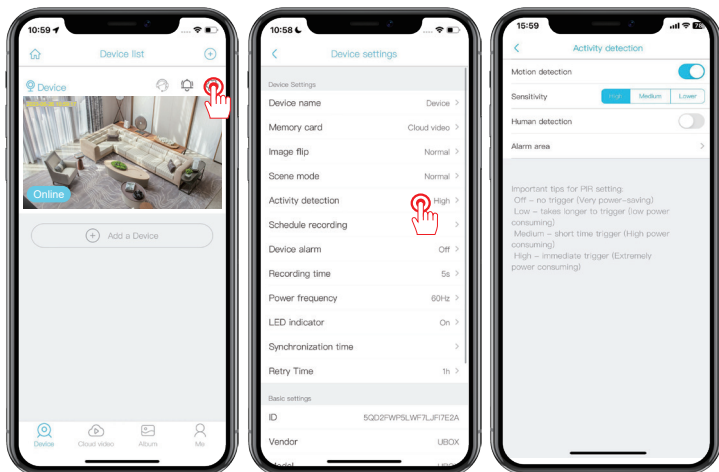 10:59
Device list
Device
Online
Add a Device
Device
Cloud video
Album
Me
10:58
Device settings
Device Settings
Device name Device
Memory card Cloud video
Image flip Normal
Scene mode Normal
Activity detection High
Schedule recording
Device alarm Off
Recording time 5s
Power frequency 60Hz
LED indicator On
Synchronization time
Retry Time 1h
Basic settings
ID 5QD2FWP5LWF7LJFI7E2A
Vendor UBOX
15:59
Activity detection
Motion detection
Sensitivity High Medium Lower
Human detection
Alarm area
Important tips for PIR setting:
Off – no trigger (Very power-saving)
Low – takes longer to trigger (low power
consuming)
Medium – short time trigger (High power
consuming)
High – immediate trigger (Extremely
power consuming)